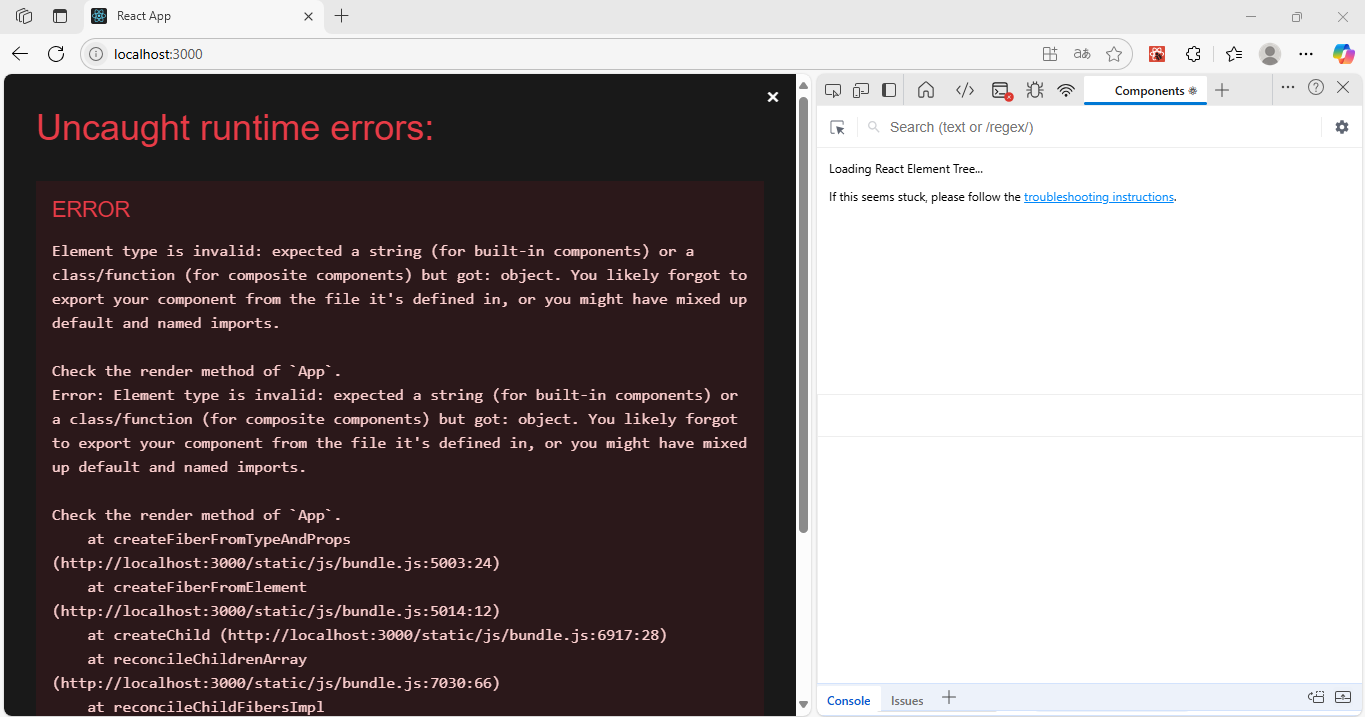 React App
localhost:3000
aあ
Uncaught runtime errors:
ERROR
Element type is invalid: expected a string (for built-in components) or a
class/function (for composite components) but got: object. You likely forgot to
export your component from the file it's defined in, or you might have mixed up
default and named imports.
Check the render method of `App`.
Error: Element type is invalid: expected a string (for built-in components) or
a class/function (for composite components) but got: object. You likely forgot
to export your component from the file it's defined in, or you might have mixed
up default and named imports.
Check the render method of `App`.
at createFiberFromTypeAndProps
(http://localhost:3000/static/js/bundle.js:5003:24)
at createFiberFromElement
(http://localhost:3000/static/js/bundle.js:5014:12)
at createChild (http://localhost:3000/static/js/bundle.js:6917:28)
at reconcileChildrenArray
(http://localhost:3000/static/js/bundle.js:7030:66)
at reconcileChildFibersImpl
Components
Search (text or /regex/)
Loading React Element Tree...
If this seems stuck, please follow the troubleshooting instructions.
Console
Issues